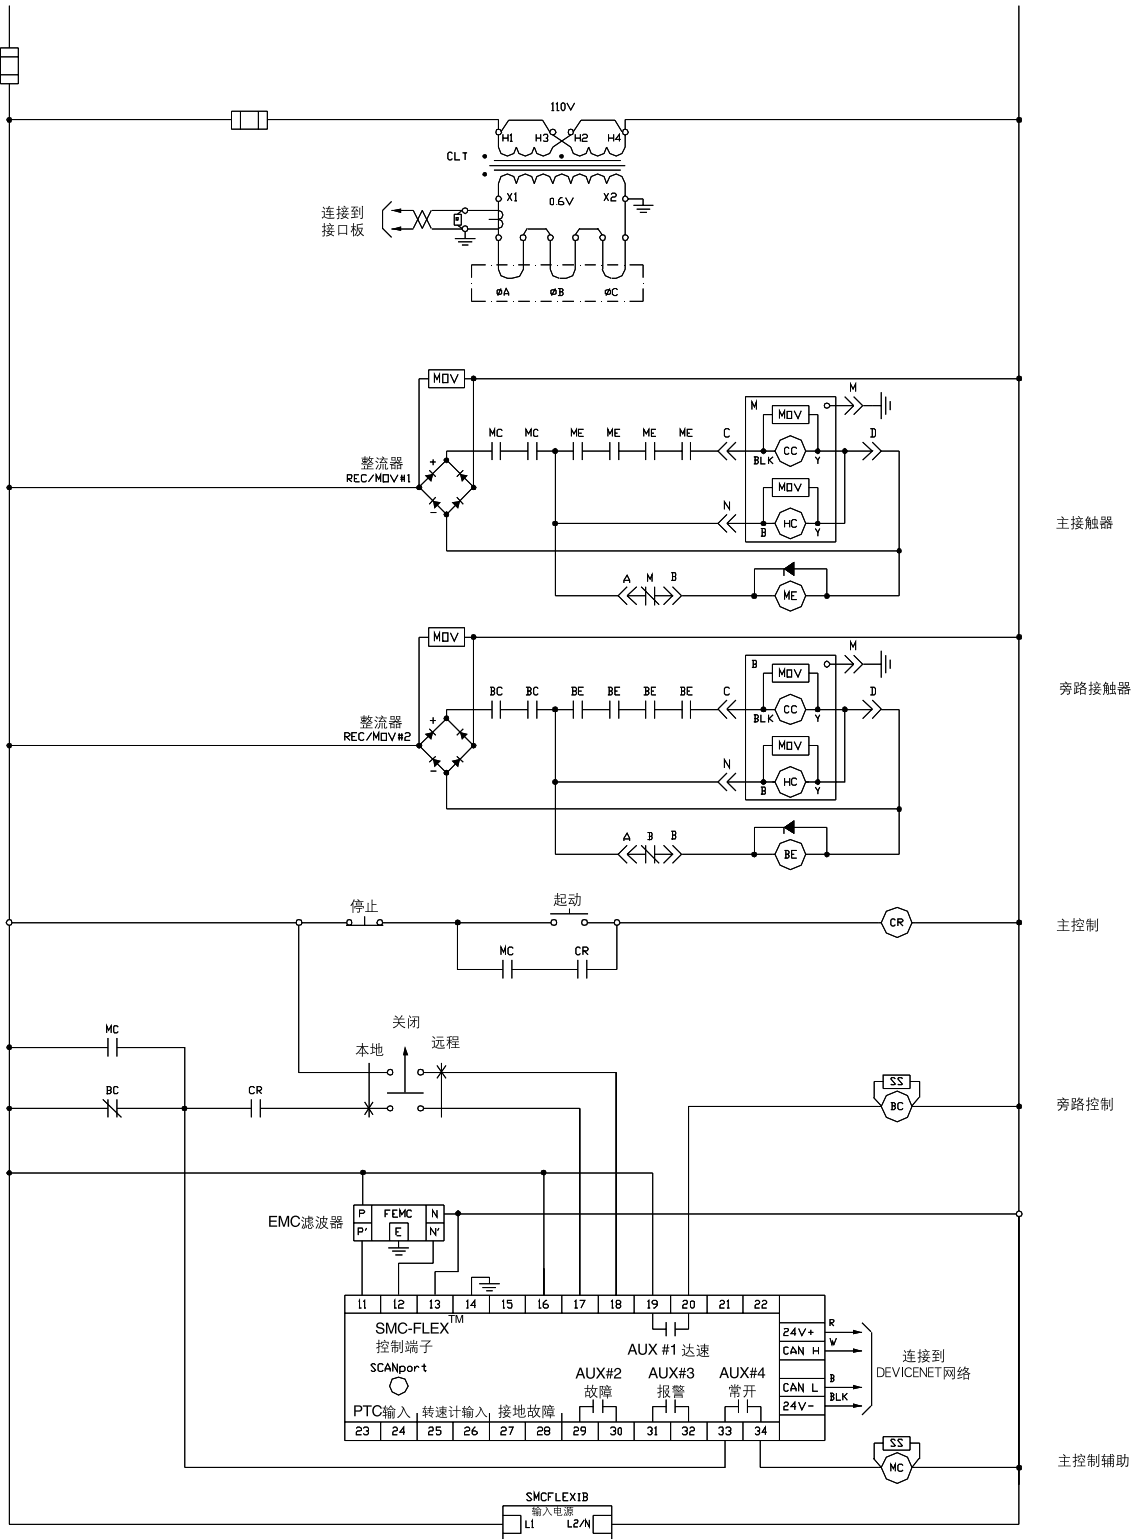 110V
H1 H3 H2 H4
CLT
X1 0.6V X2
连接到
接口板
ØA ØB ØC
MOV
M
M
MOV
MC MC ME ME ME ME C D
CC
BLK Y
整流器
REC/MOV#1
+
-
MOV
N
HC
B Y
主接触器
A M B
ME
MOV
M
B
MOV
旁路接触器
BC BC BE BE BE BE C D
CC
BLK Y
整流器
REC/MOV#2
+
-
MOV
N
HC
B Y
A B B
BE
停止
起动
CR
主控制
MC CR
关闭
MC
本地
远程
BC
CR
SS
BC
旁路控制
EMC滤波器
P FEMC N
P' E N'
11 12 13 14 15 16 17 18 19 20 21 22
SMC-FLEX™
控制端子
SCANport
AUX #1 达速
24V+ R
CAN H W
CAN L B
24V- BLK
连接到
DEVICENET网络
AUX#2 AUX#3 AUX#4
故障 报警 常开
PTC输入 转速计输入 接地故障
23 24 25 26 27 28 29 30 31 32 33 34
SS
MC
主控制辅助
SMCFLEXIB
输入电源
L1 L2/N